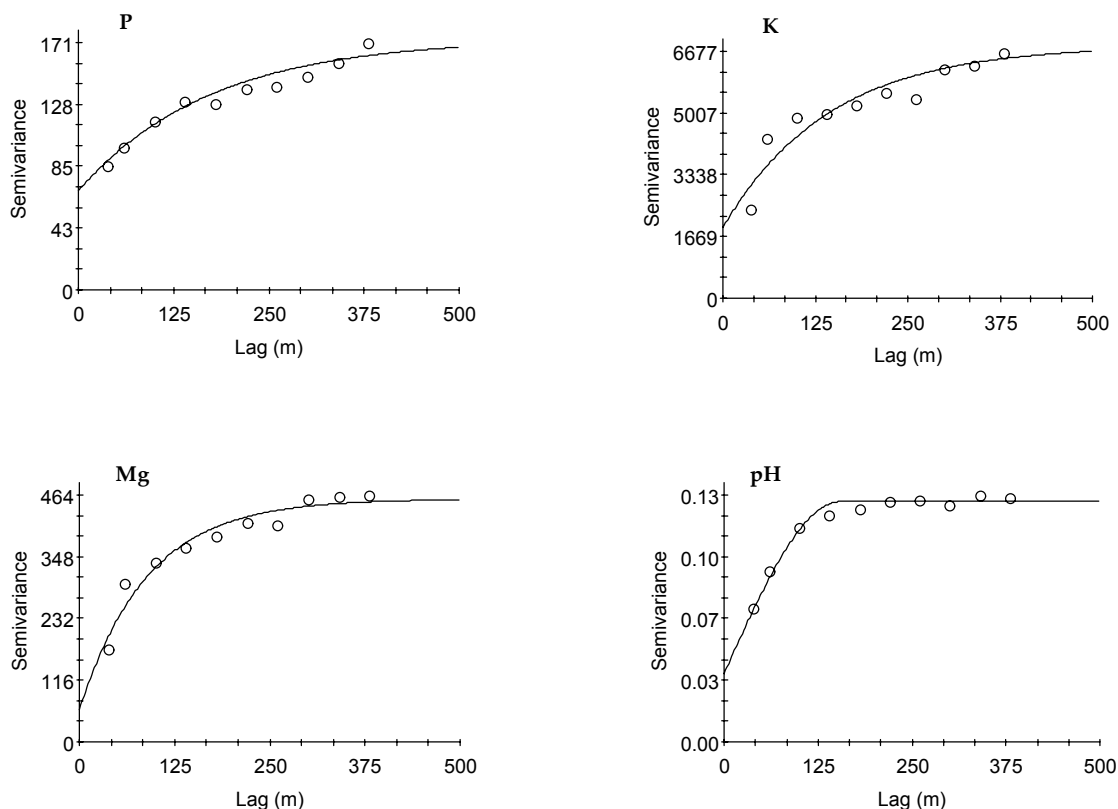 P
171
128
85
43
0
Semivariance
0 125 250 375 500
Lag (m)
K
6677
5007
3338
1669
0
Semivariance
0 125 250 375 500
Lag (m)
Mg
464
348
232
116
0
Semivariance
0 125 250 375 500
Lag (m)
pH
0.13
0.10
0.07
0.03
0.00
Semivariance
0 125 250 375 500
Lag (m)